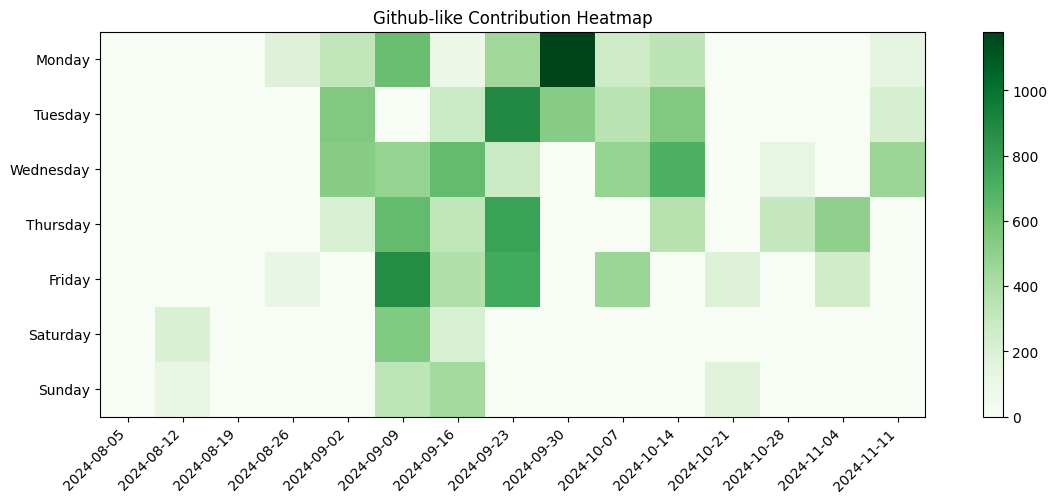 Github-like Contribution Heatmap
Monday
Tuesday
Wednesday
Thursday
Friday
Saturday
Sunday
2024-08-05
2024-08-12
2024-08-19
2024-08-26
2024-09-02
2024-09-09
2024-09-16
2024-09-23
2024-09-30
2024-10-07
2024-10-14
2024-10-21
2024-10-28
2024-11-04
2024-11-11
1000
800
600
400
200
0